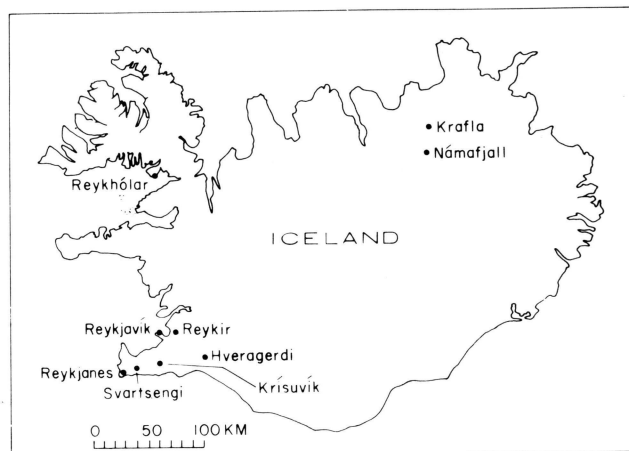 Krafla
Námafjall
Reykhólar
ICELAND
Reykjavík
Reykir
Hveragerdi
Reykjanes
Krísuvík
Svartsengi
0 50 100 KM